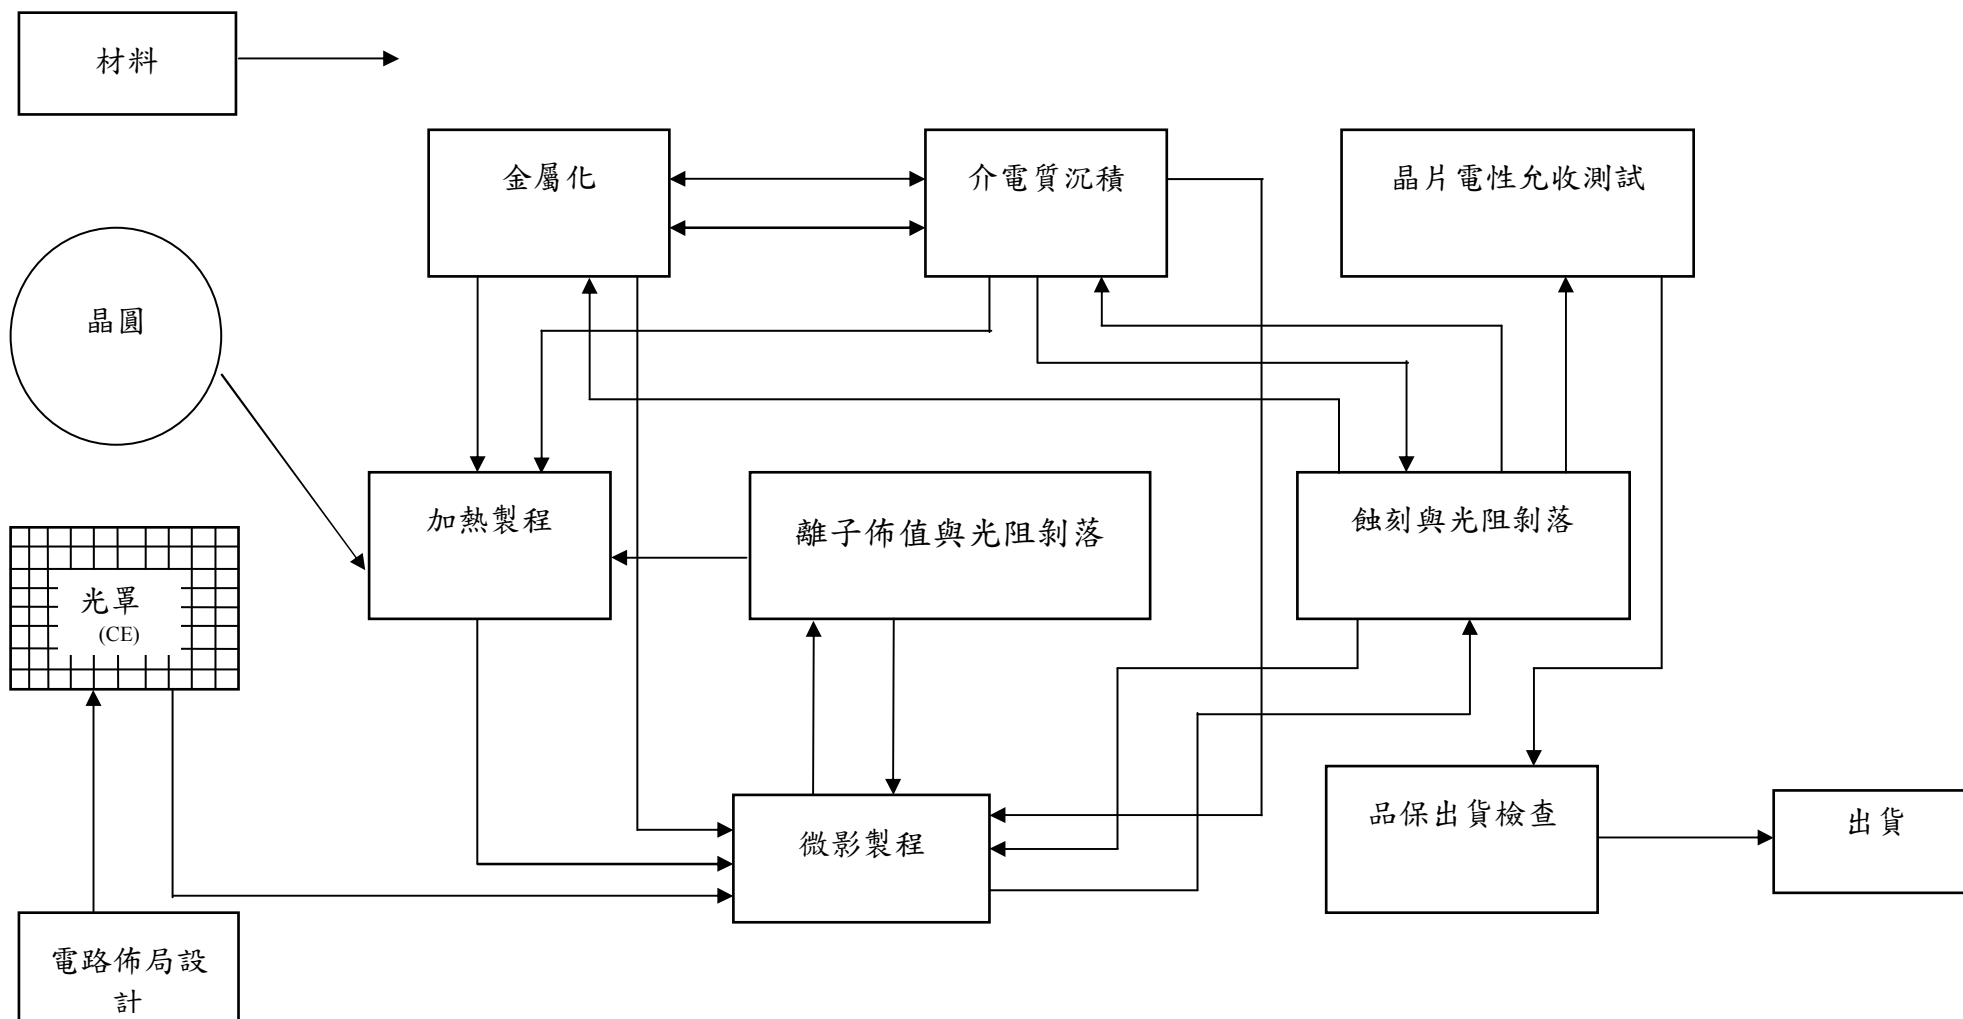 材料
金屬化
介電質沉積
晶片電性允收測試
晶圓
加熱製程
離子佈值與光阻剝落
蝕刻與光阻剝落
光罩
(CE)
微影製程
品保出貨檢查
出貨
電路佈局設
計